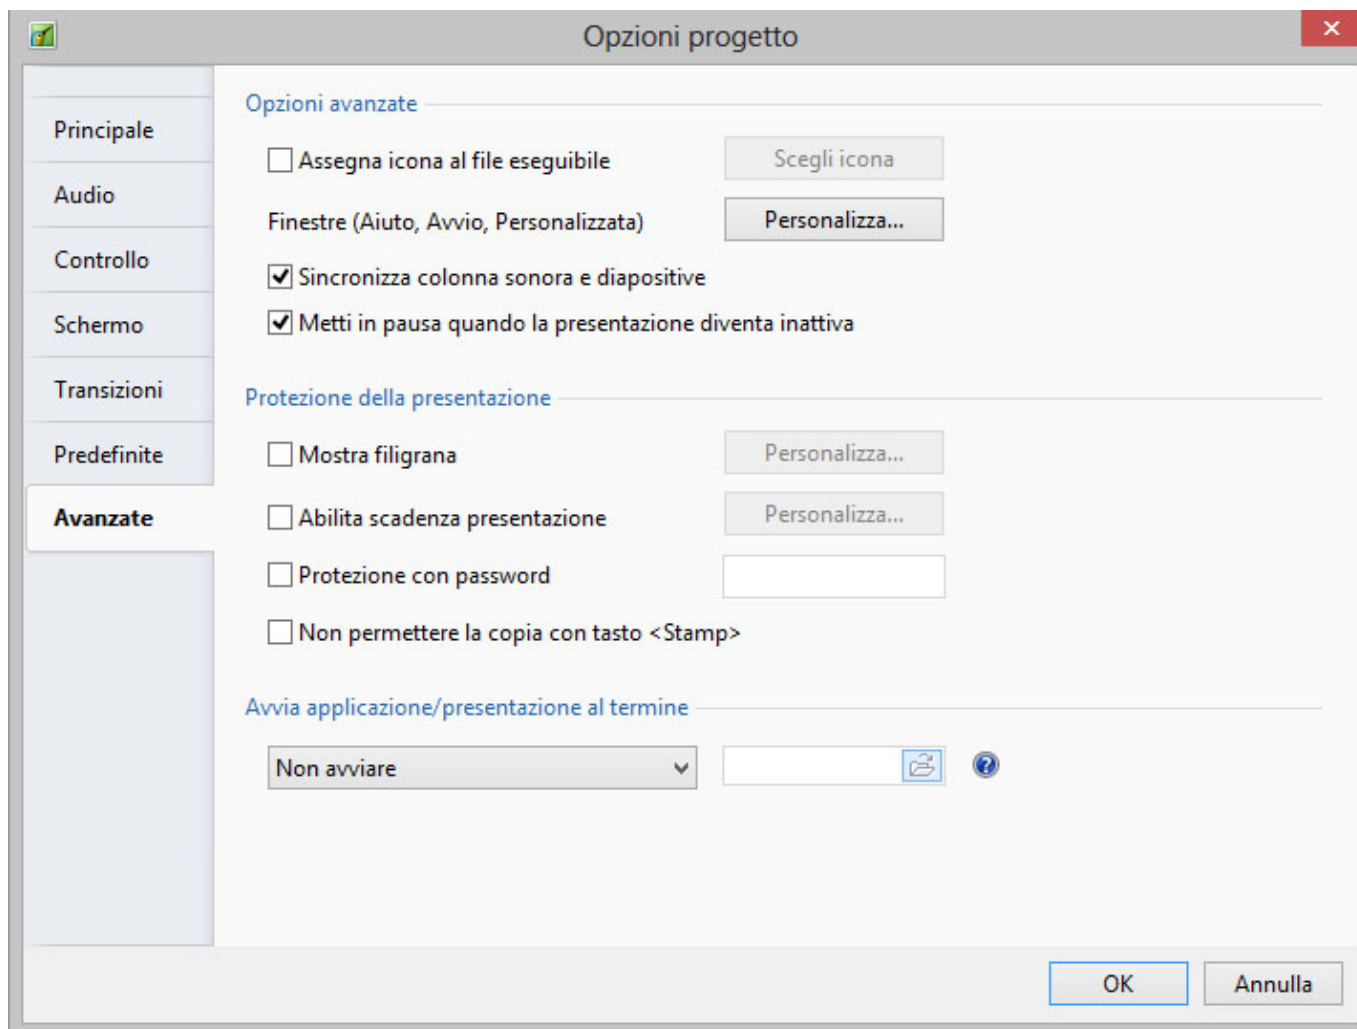 Opzioni progetto
Principale
Audio
Controllo
Schermo
Transizioni
Predefinite
Avanzate
Opzioni avanzate
Assegna icona al file eseguibile
Scegli icona
Finestre (Aiuto, Avvio, Personalizzata)
Personalizza...
Sincronizza colonna sonora e diapositive
Metti in pausa quando la presentazione diventa inattiva
Protezione della presentazione
Mostra filigrana
Personalizza...
Abilita scadenza presentazione
Personalizza...
Protezione con password
Non permettere la copia con tasto <Stamp>
Avvia applicazione/presentazione al termine
Non avviare
?
OK
Annulla